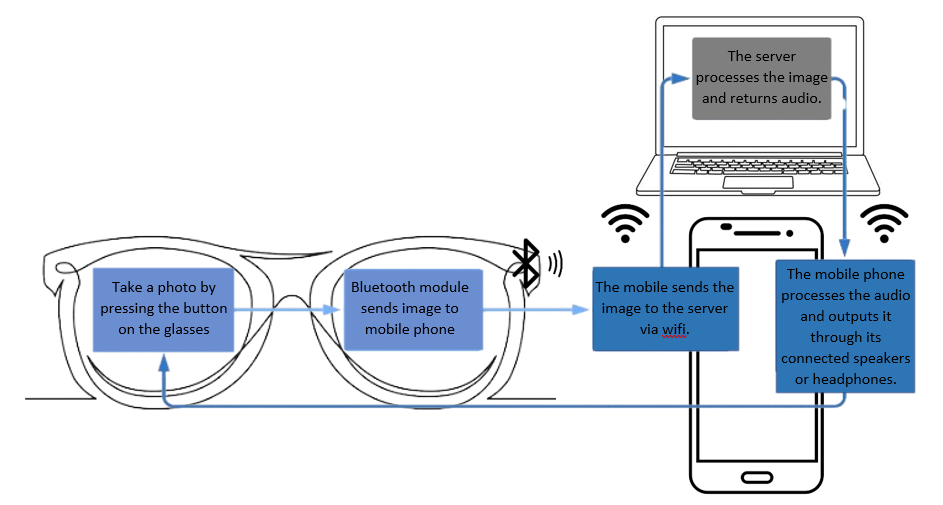 The server
processes the image
and returns audio.
Take a photo by
pressing the button
on the glasses
Bluetooth module
sends image to
mobile phone
The mobile sends the
image to the server
via wifi.
The mobile phone
processes the audio
and outputs it
through its
connected speakers
or headphones.